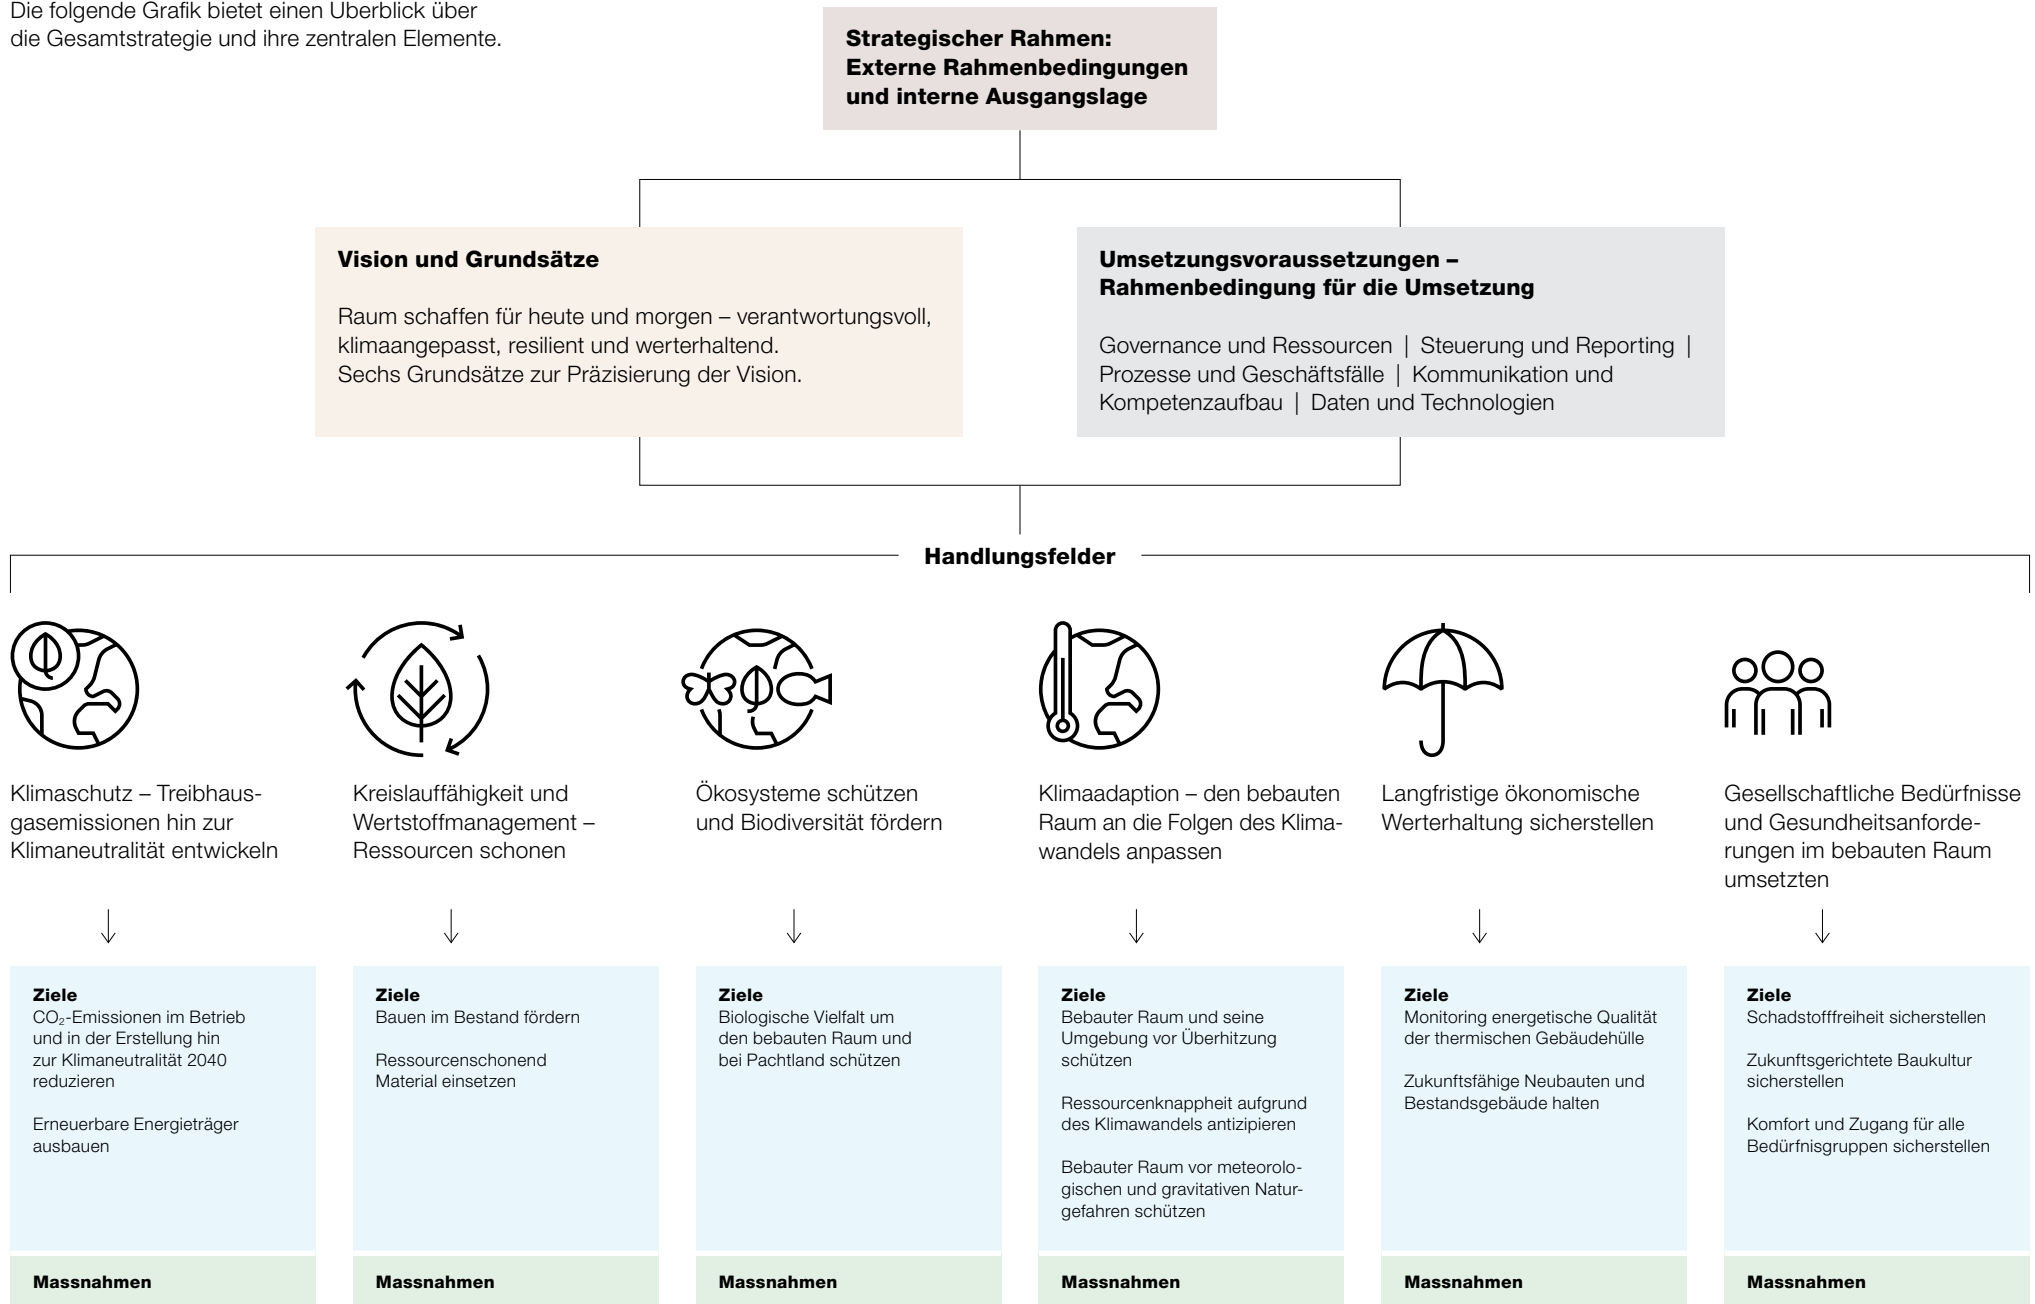 Die folgende Grafik bietet einen Überblick über
die Gesamtstrategie und ihre zentralen Elemente.
Strategischer Rahmen:
Externe Rahmenbedingungen
und interne Ausgangslage
Vision und Grundsätze
Raum schaffen für heute und morgen – verantwortungsvoll,
klimaangepasst, resilient und werterhaltend.
Sechs Grundsätze zur Präzisierung der Vision.
Umsetzungsvoraussetzungen –
Rahmenbedingung für die Umsetzung
Governance und Ressourcen | Steuerung und Reporting |
Prozesse und Geschäftsfälle | Kommunikation und
Kompetenzaufbau | Daten und Technologien
Handlungsfelder
Klimaschutz – Treibhaus-
gasemissionen hin zur
Klimaneutralität entwickeln
Kreislauffähigkeit und
Wertstoffmanagement –
Ressourcen schonen
Ökosysteme schützen
und Biodiversität fördern
Klimaadaption – den bebauten
Raum an die Folgen des Klima-
wandels anpassen
Langfristige ökonomische
Werterhaltung sicherstellen
Gesellschaftliche Bedürfnisse
und Gesundheitsanforde-
rungen im bebauten Raum
umsetzten
Ziele
CO₂-Emissionen im Betrieb
und in der Erstellung hin
zur Klimaneutralität 2040
reduzieren
Erneuerbare Energieträger
ausbauen
Ziele
Bauen im Bestand fördern
Ressourcenschonend
Material einsetzen
Ziele
Biologische Vielfalt um
den bebauten Raum und
bei Pachtland schützen
Ziele
Bebauter Raum und seine
Umgebung vor Überhitzung
schützen
Ressourcenknappheit aufgrund
des Klimawandels antizipieren
Bebauter Raum vor meteorolo-
gischen und gravitativen Natur-
gefahren schützen
Ziele
Monitoring energetische Qualität
der thermischen Gebäudehülle
Zukunftsfähige Neubauten und
Bestandsgebäude halten
Ziele
Schadstofffreiheit sicherstellen
Zukunftsgerichtete Baukultur
sicherstellen
Komfort und Zugang für alle
Bedürfnisgruppen sicherstellen
Massnahmen
Massnahmen
Massnahmen
Massnahmen
Massnahmen
Massnahmen